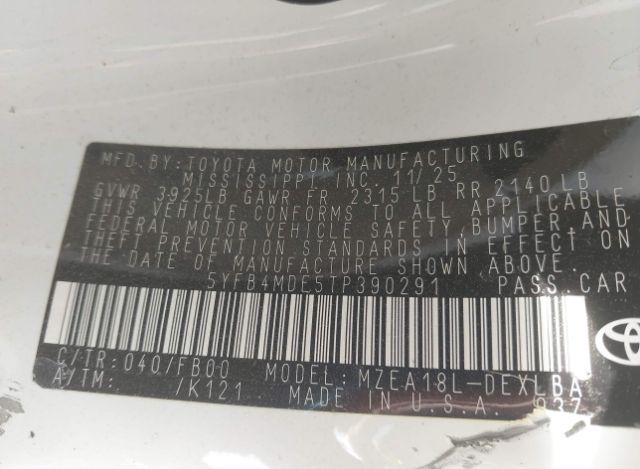 MFD. BY: TOYOTA MOTOR MANUFACTURING
MISSISSIPPI, INC. 11/25
GVWR 3925LB GAWR FR 2315 LB RR 2140 LB
THIS VEHICLE CONFORMS TO ALL APPLICABLE
FEDERAL MOTOR VEHICLE SAFETY, BUMPER, AND
THEFT PREVENTION STANDARDS IN EFFECT ON
THE DATE OF MANUFACTURE SHOWN ABOVE.
5YFB4MDE5TP390291 PASS. CAR
C/TR: 040/FB00 MODEL: MZEA18L-DEXLBA
A/TM: /K121 MADE IN U.S.A. 937